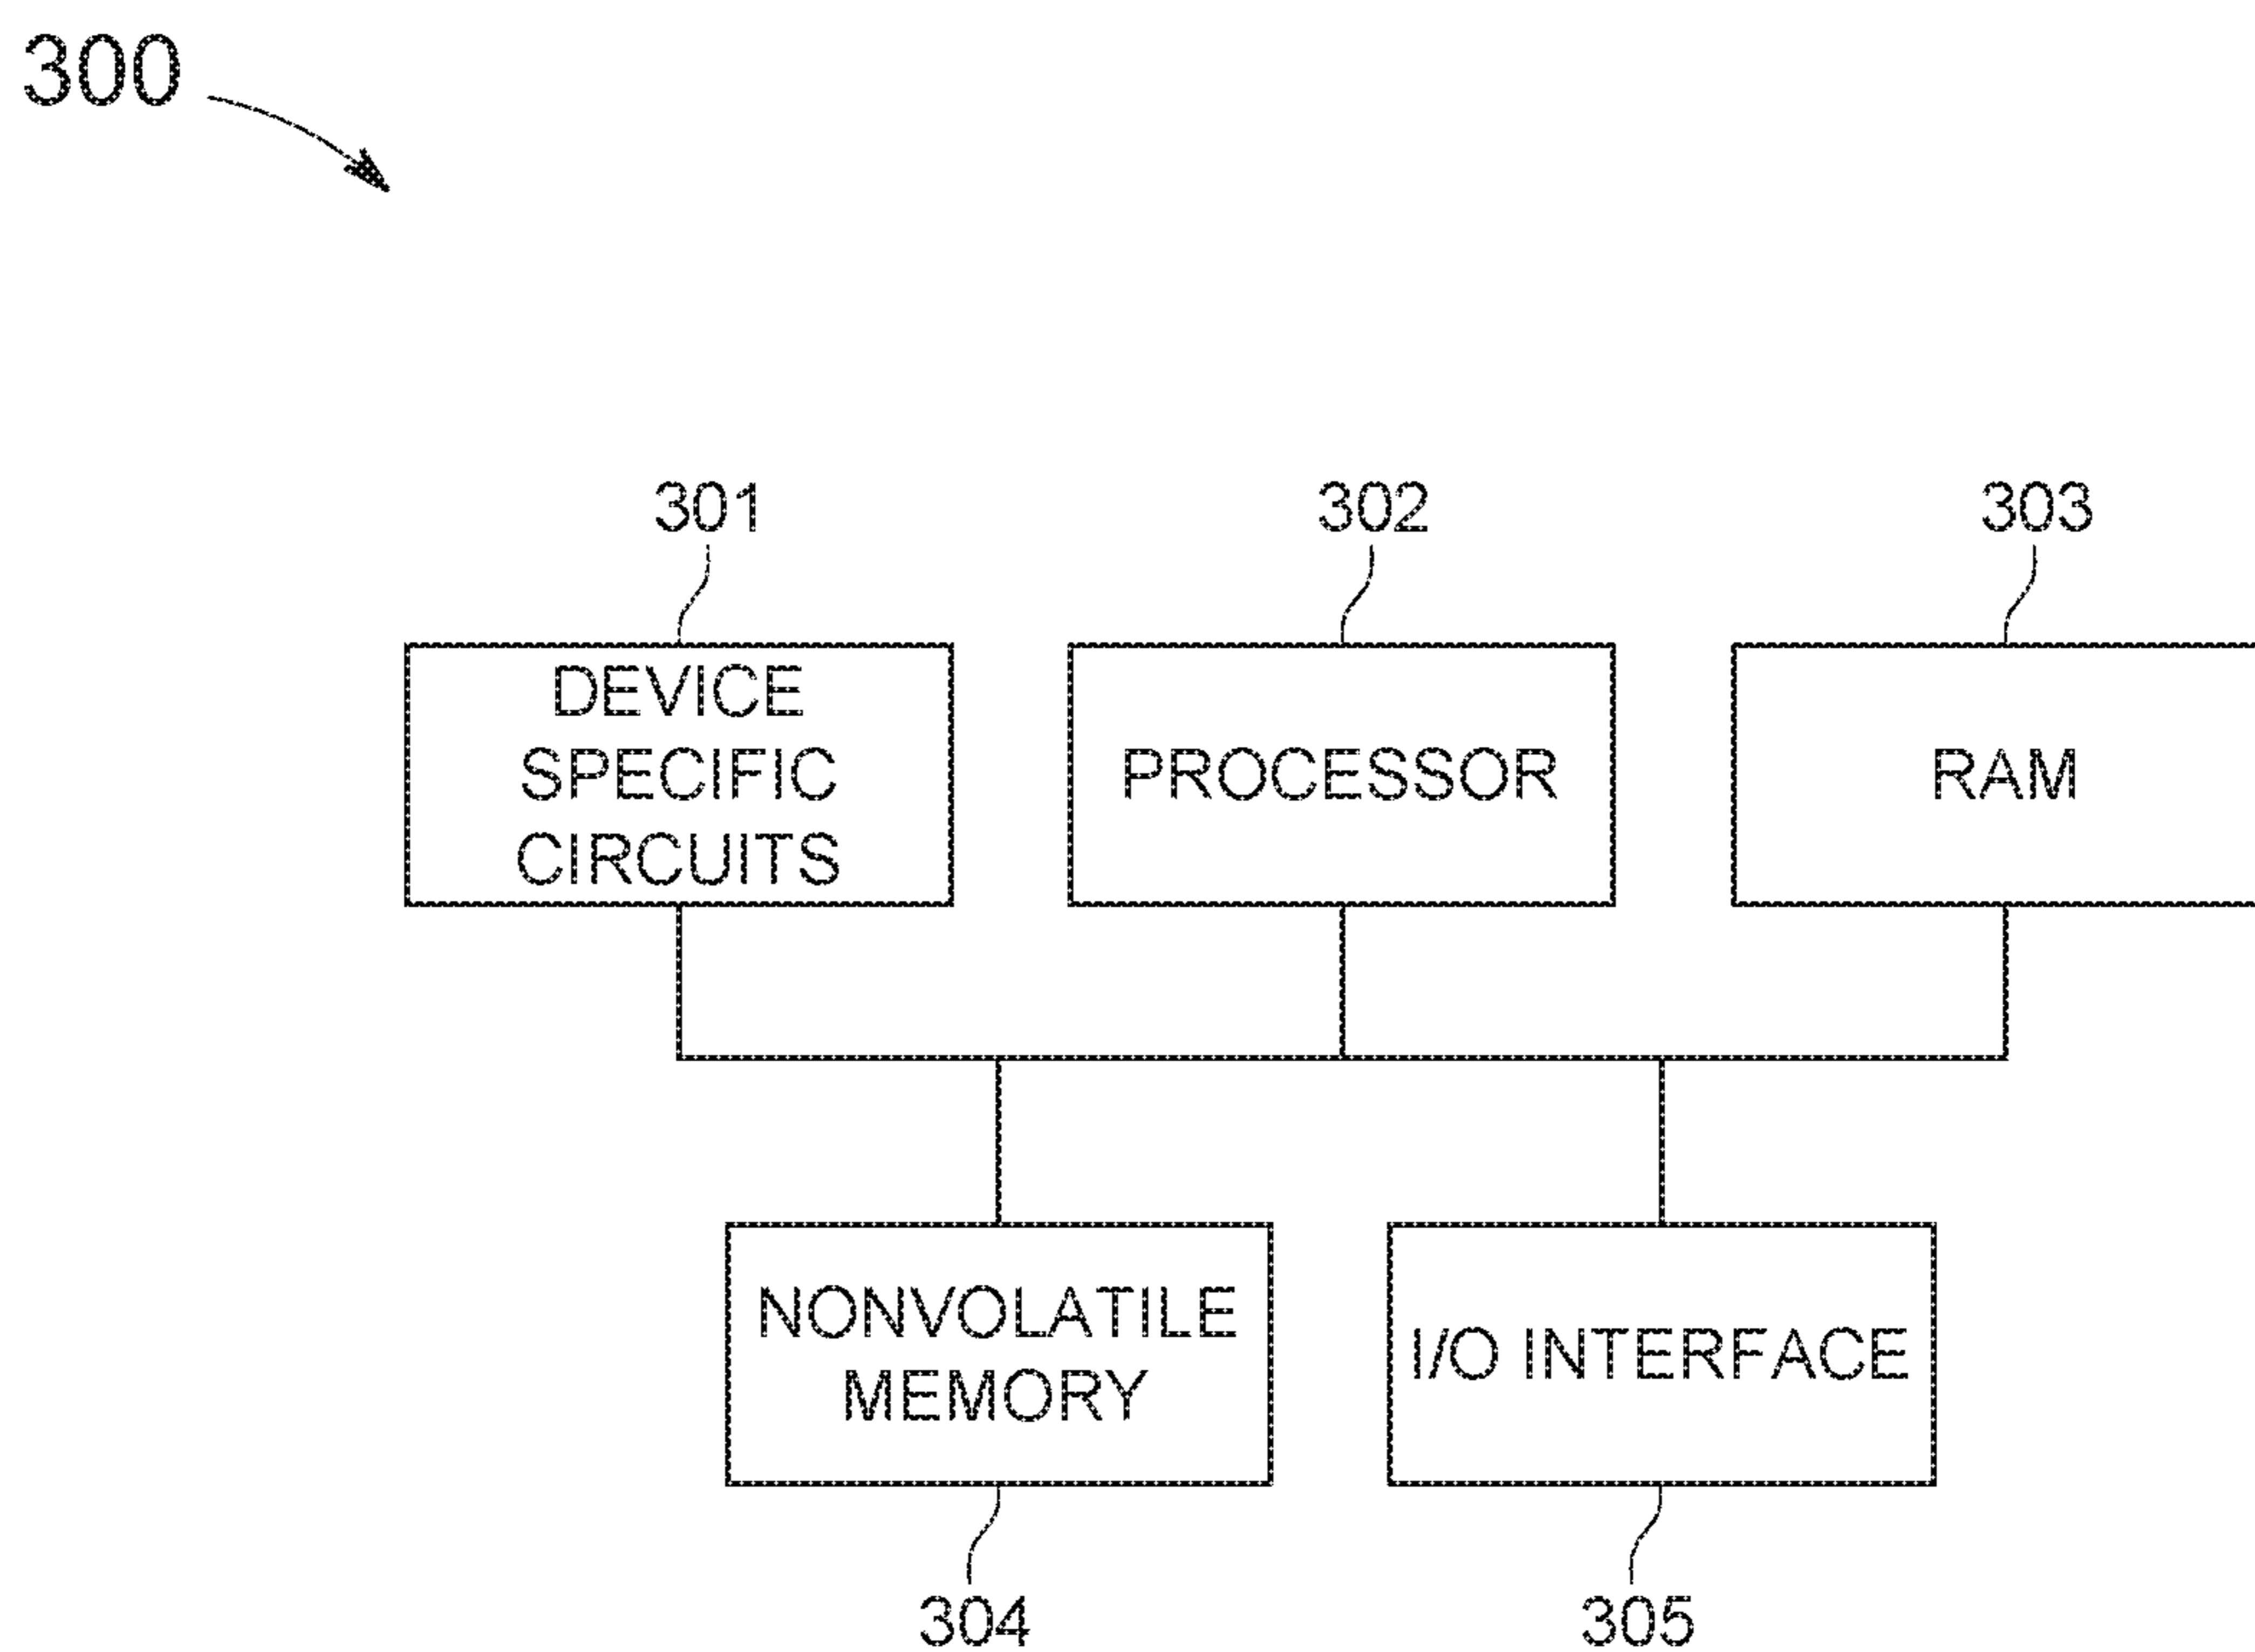 300
301
302
303
DEVICE
SPECIFIC
CIRCUITS
PROCESSOR
RAM
NONVOLATILE
MEMORY
I/O INTERFACE
304
305